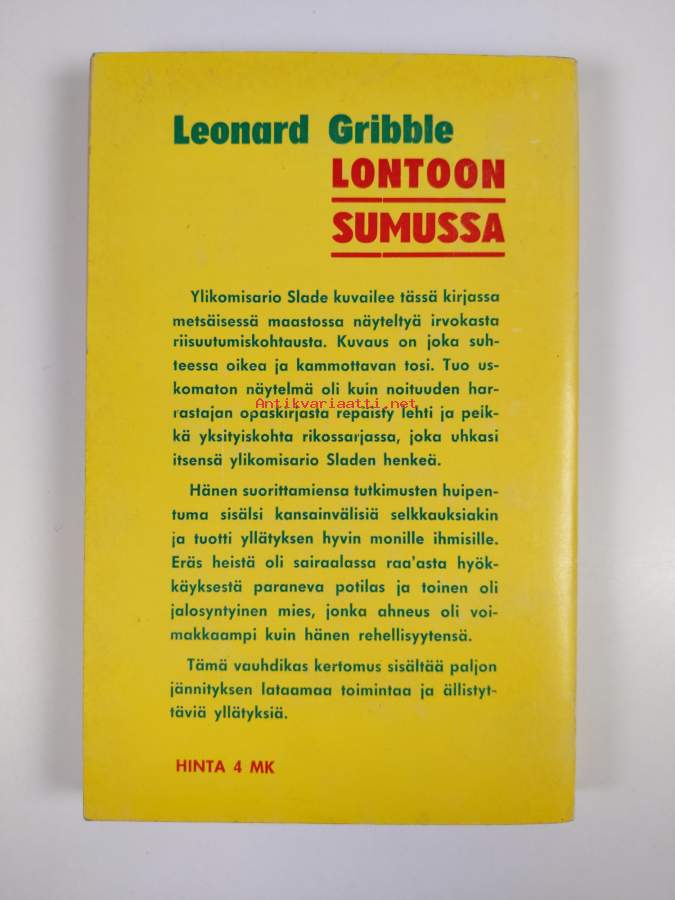 Leonard Gribble
LONTOON
SUMUSSA
Ylikomisario Slade kuvailee tässä kirjassa
metsäisessä maastossa näyteltyä irvokasta
riisuutumiskohtausta. Kuvaus on joka suh-
teessa oikea ja kammottavan tosi. Tuo us-
komaton näytelmä oli kuin noituuden har-
Antikvariaatti.net
rastajan opaskirjasta repäisty lehti ja peik-
kä yksityiskohta rikossarjassa, joka uhkasi
itsensä ylikomisario Sladen henkeä.
Hänen suorittamiensa tutkimusten huipen-
tuma sisälsi kansainvälisiä selkkauksiakin
ja tuotti yllätyksen hyvin monille ihmisille.
Eräs heistä oli sairaalassa raa'asta hyök-
käyksestä paraneva potilas ja toinen oli
jalosyntyinen mies, jonka ahneus oli voi-
makkaampi kuin hänen rehellisyytensä.
Tämä vauhdikas kertomus sisältää paljon
jännityksen lataamaa toimintaa ja ällistyt-
täviä yllätyksiä.
HINTA 4 MK